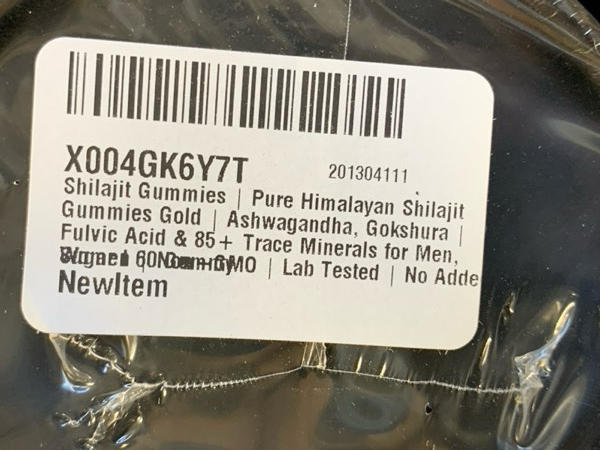 X004GK6Y7T
201304111
Shilajit Gummies | Pure Himalayan Shilajit
Gummies Gold | Ashwagandha, Gokshura |
Fulvic Acid & 85+ Trace Minerals for Men,
| Lab Tested | No Adde
NewItem